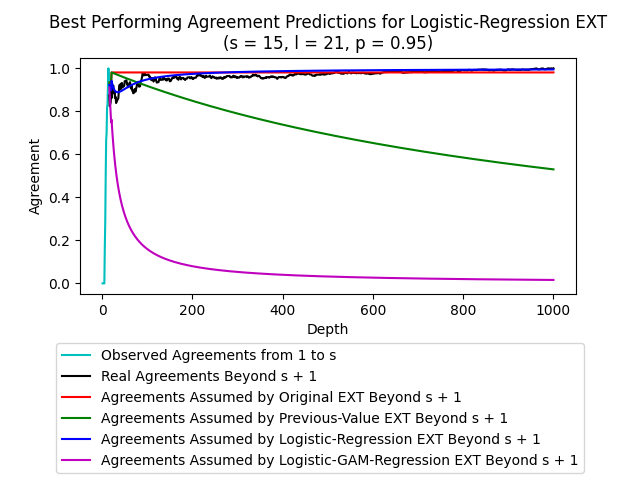 Best Performing Agreement Predictions for Logistic-Regression EXT
(s = 15, l = 21, p = 0.95)
1.0
0.8
0.6
0.4
0.2
0.0
Agreement
0 200 400 600 800 1000
Depth
Observed Agreements from 1 to s
Real Agreements Beyond s + 1
Agreements Assumed by Original EXT Beyond s + 1
Agreements Assumed by Previous-Value EXT Beyond s + 1
Agreements Assumed by Logistic-Regression EXT Beyond s + 1
Agreements Assumed by Logistic-GAM-Regression EXT Beyond s + 1